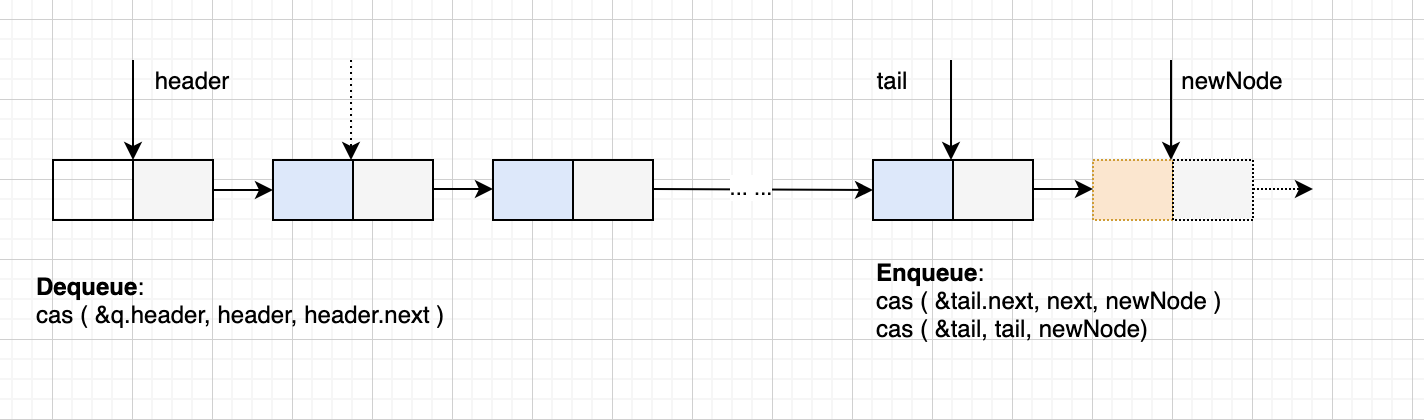 header
tail
newNode
... ...
Dequeue:
cas ( &q.header, header, header.next )
Enqueue:
cas ( &tail.next, next, newNode )
cas ( &tail, tail, newNode)